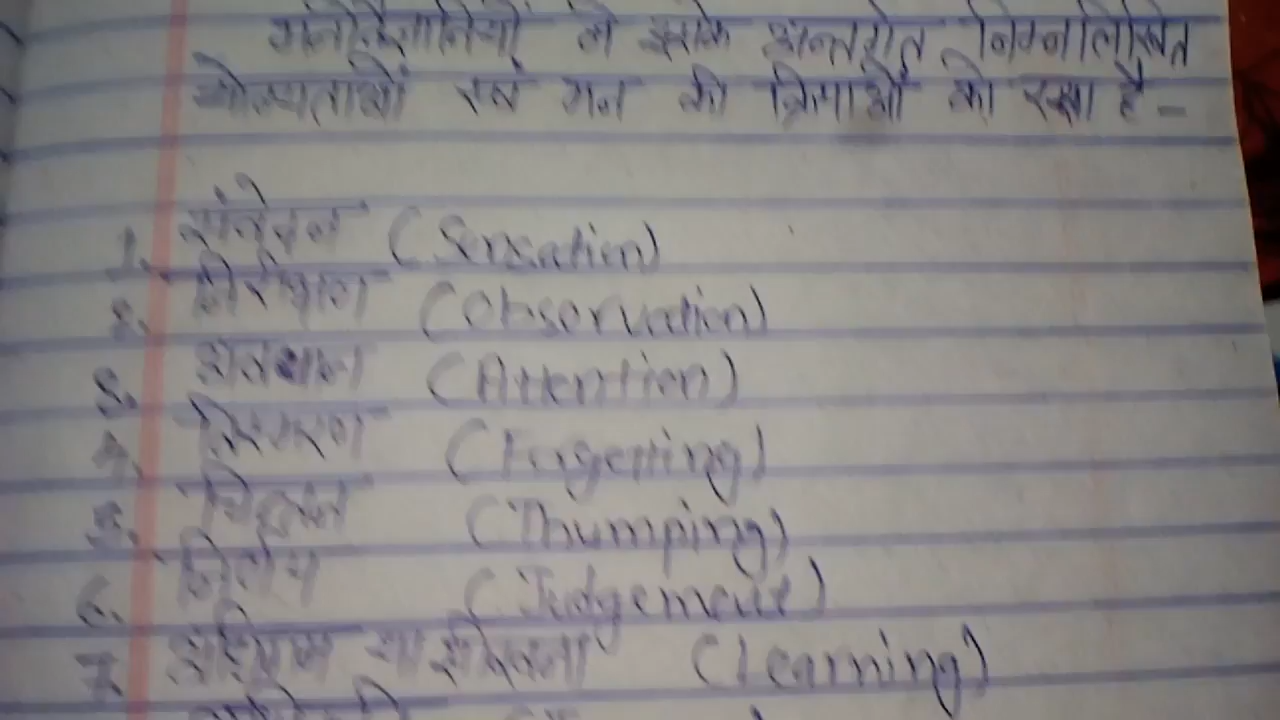 मनोवैज्ञानिकों ने इसके अन्तर्गत निम्नलिखित
योग्यताओं एवं मन की क्रियाओं को रखा है -
1. संवेदन (Sensation)
2. निरीक्षण (Observation)
3. अवधान (Attention)
4. विस्मरण (Forgetting)
5. चिन्तन (Thumping)
6. निर्णय (Judgement)
7. अधिगम या सीखना (Learning)